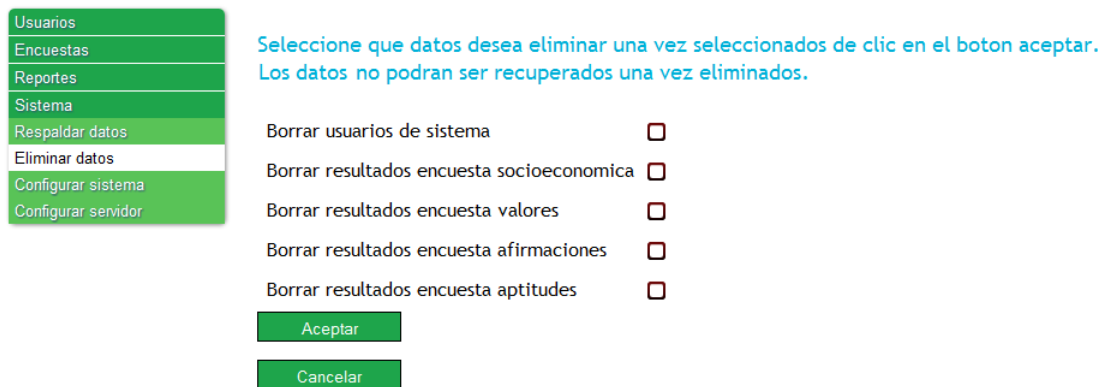 Usuarios
Encuestas
Reportes
Sistema
Respaldar datos
Eliminar datos
Configurar sistema
Configurar servidor
Seleccione que datos desea eliminar una vez seleccionados de clic en el boton aceptar.
Los datos no podran ser recuperados una vez eliminados.
Borrar usuarios de sistema
Borrar resultados encuesta socioeconomica
Borrar resultados encuesta valores
Borrar resultados encuesta afirmaciones
Borrar resultados encuesta aptitudes
Aceptar
Cancelar